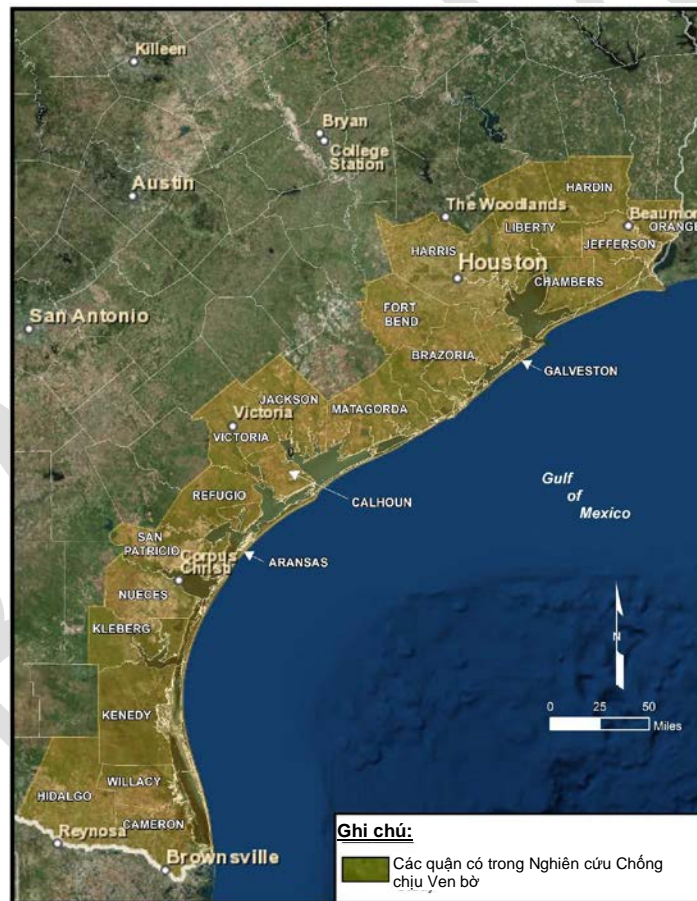 Killeen
Bryan
College
Station
Austin
HARDIN
The Woodlands
LIBERTY
Beaumon
ORANGE
HARRIS
JEFFERSON
Houston
CHAMBERS
San Antonio
FORT
BEND
BRAZORIA
GALVESTON
JACKSON
MATAGORDA
Victoria
VICTORIA
Gulf
of
Mexico
REFUGIO
CALHOUN
SAN
PATRICIO
Corpus
Christi
ARANSAS
NUECES
KLEBERG
N
KENEDY
0 25 50
Miles
WILLACY
HIDALGO
CAMERON
Reynosa
Brownsville
Ghi chú:
Các quận có trong Nghiên cứu Chống
chịu Ven bờ